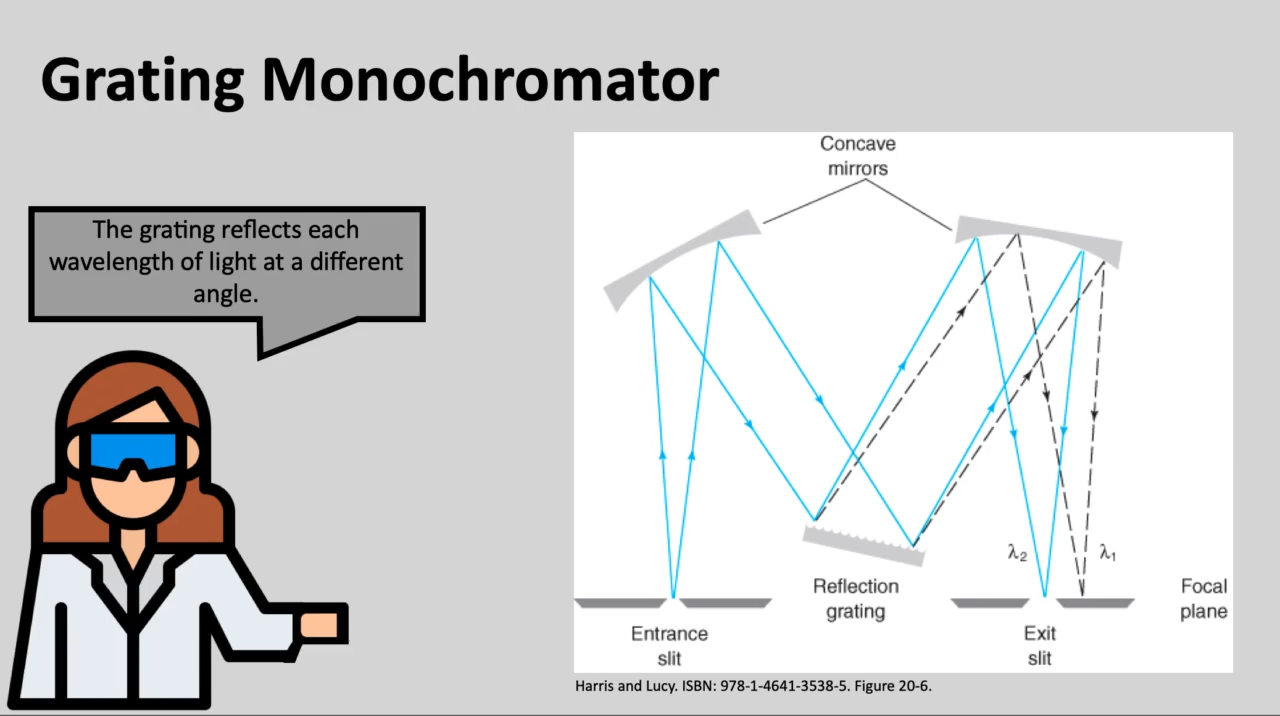 Grating Monochromator
The grating reflects each
wavelength of light at a different
angle.
Concave
mirrors
λ₂
λ₁
Reflection
grating
Focal
plane
Entrance
slit
Exit
slit
Harris and Lucy. ISBN: 978-1-4641-3538-5. Figure 20-6.